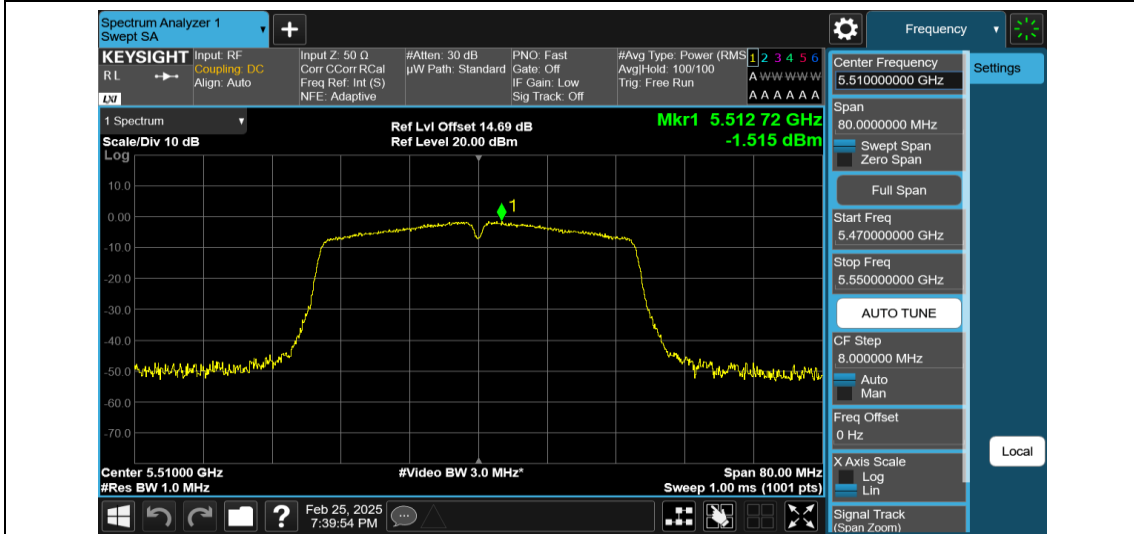 Spectrum Analyzer 1
Swept SA
Frequency
KEYSIGHT
R L
LXI
Input: RF
Coupling: DC
Align: Auto
Input Z: 50 Ω
Corr CCorr RCal
Freq Ref: Int (S)
NFE: Adaptive
#Atten: 30 dB
µW Path: Standard
PNO: Fast
Gate: Off
IF Gain: Low
Sig Track: Off
#Avg Type: Power (RMS
Avg|Hold: 100/100
Trig: Free Run
1 2 3 4 5 6
A W W W W W
A A A A A A
1 Spectrum
Scale/Div 10 dB
Log
Ref Lvl Offset 14.69 dB
Ref Level 20.00 dBm
Mkr1 5.512 72 GHz
-1.515 dBm
1
10.0
0.00
-10.0
-20.0
-30.0
-40.0
-50.0
-60.0
-70.0
Center 5.51000 GHz
#Res BW 1.0 MHz
#Video BW 3.0 MHz*
Span 80.00 MHz
Sweep 1.00 ms (1001 pts)
Feb 25, 2025
7:39:54 PM
Center Frequency
5.510000000 GHz
Settings
Span
80.0000000 MHz
Swept Span
Zero Span
Full Span
Start Freq
5.470000000 GHz
Stop Freq
5.550000000 GHz
AUTO TUNE
CF Step
8.000000 MHz
Auto
Man
Freq Offset
0 Hz
X Axis Scale
Log
Lin
Signal Track
(Span Zoom)
Local